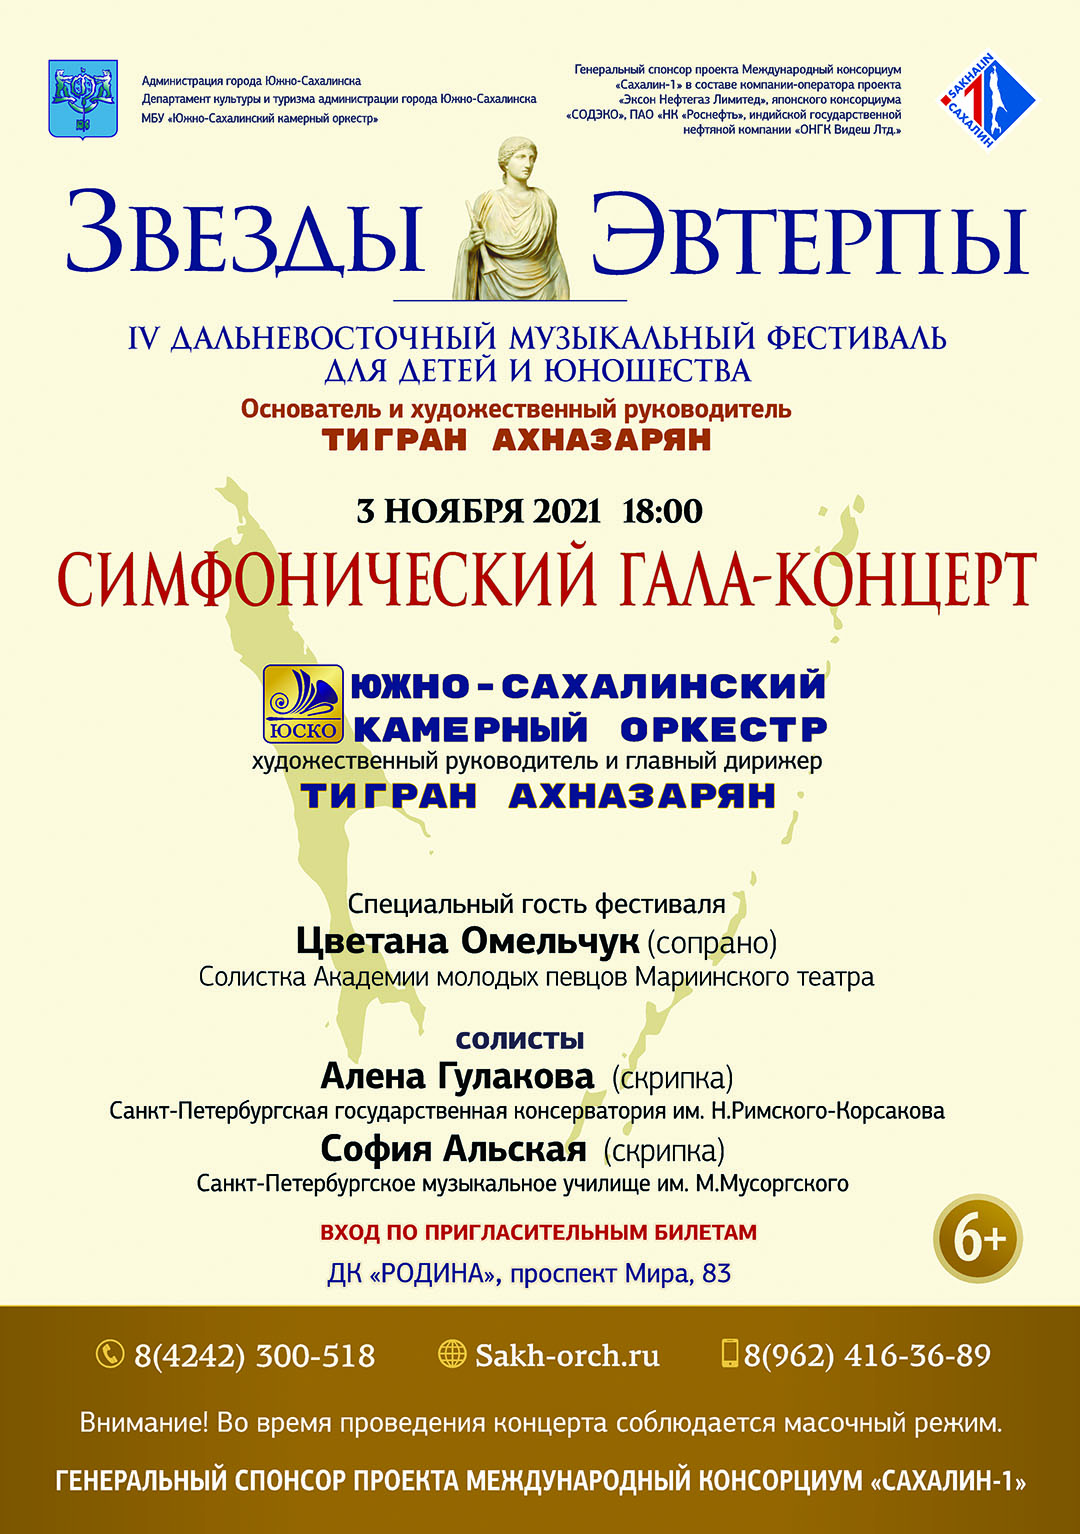 Администрация города Южно-Сахалинска
Департамент культуры и туризма администрации города Южно-Сахалинска
МБУ «Южно-Сахалинский камерный оркестр»
Генеральный спонсор проекта Международный консорциум
«Сахалин-1» в составе компании-оператора проекта
«Эксон Нефтегаз Лимитед», японского консорциума
«СОДЭКО», ПАО «НК «Роснефть», индийской государственной
нефтяной компании «ОНГК Видеш Лтд.»
SAKHALIN
1
САХАЛИН
ЗВЕЗДЫ ЭВТЕРПЫ
IV ДАЛЬНЕВОСТОЧНЫЙ МУЗЫКАЛЬНЫЙ ФЕСТИВАЛЬ
ДЛЯ ДЕТЕЙ И ЮНОШЕСТВА
Основатель и художественный руководитель
ТИГРАН АХНАЗАРЯН
3 НОЯБРЯ 2021 18:00
СИМФОНИЧЕСКИЙ ГАЛА-КОНЦЕРТ
ЮСКО
ЮЖНО-САХАЛИНСКИЙ
КАМЕРНЫЙ ОРКЕСТР
художественный руководитель и главный дирижер
ТИГРАН АХНАЗАРЯН
Специальный гость фестиваля
Цветана Омельчук (сопрано)
Солистка Академии молодых певцов Мариинского театра
солисты
Алена Гулакова (скрипка)
Санкт-Петербургская государственная консерватория им. Н.Римского-Корсакова
София Альская (скрипка)
Санкт-Петербургское музыкальное училище им. М.Мусоргского
ВХОД ПО ПРИГЛАСИТЕЛЬНЫМ БИЛЕТАМ
ДК «РОДИНА», проспект Мира, 83
6+
8(4242) 300-518
Sakh-orch.ru
8(962) 416-36-89
Внимание! Во время проведения концерта соблюдается масочный режим.
ГЕНЕРАЛЬНЫЙ СПОНСОР ПРОЕКТА МЕЖДУНАРОДНЫЙ КОНСОРЦИУМ «САХАЛИН-1»